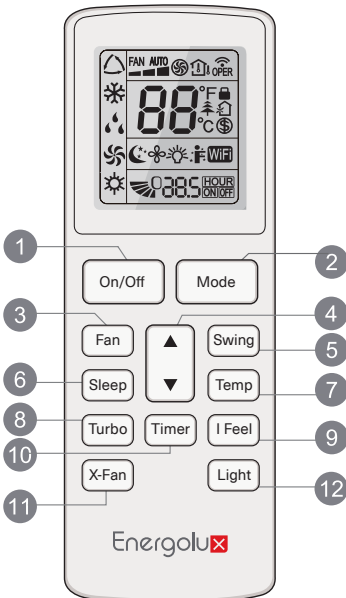 FAN AUTO
OPER
88 °F
°C
WiFi
038.5 HOUR
ON OFF
1
On/Off
Mode
2
3
Fan
▲
▼
4
Swing
5
6
Sleep
Temp
7
8
Turbo
Timer
I Feel
9
10
X-Fan
Light
11
12
Energolux